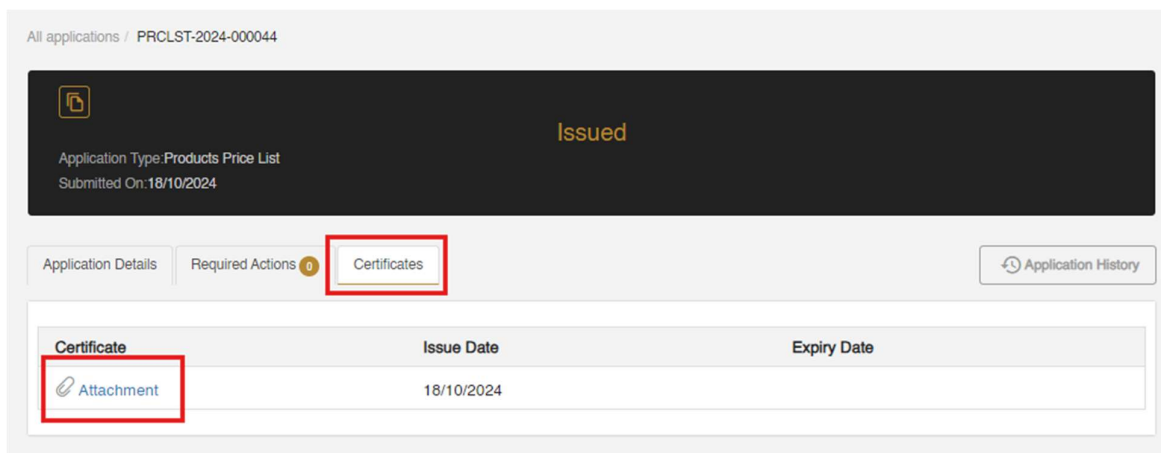 All applications / PRCLST-2024-000044
Issued
Application Type:Products Price List
Submitted On:18/10/2024
Application Details
Required Actions 0
Certificates
Application History
Certificate Issue Date Expiry Date
Attachment 18/10/2024